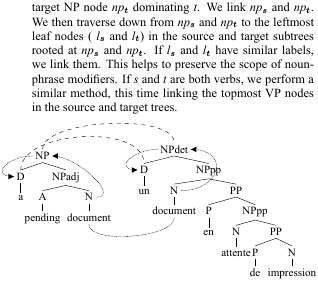 target NP node np_t dominating t. We link np_s and np_t.
We then traverse down from np_s and np_t to the leftmost
leaf nodes ( l_s and l_t) in the source and target subtrees
rooted at np_s and np_t. If l_s and l_t have similar labels,
we link them. This helps to preserve the scope of noun-
phrase modifiers. If s and t are both verbs, we perform a
similar method, this time linking the topmost VP nodes
in the source and target trees.
NP NPdet
D NPadj D NPpp
a A N un N PP
pending document document P NPpp
en N PP
attente P N
de impression